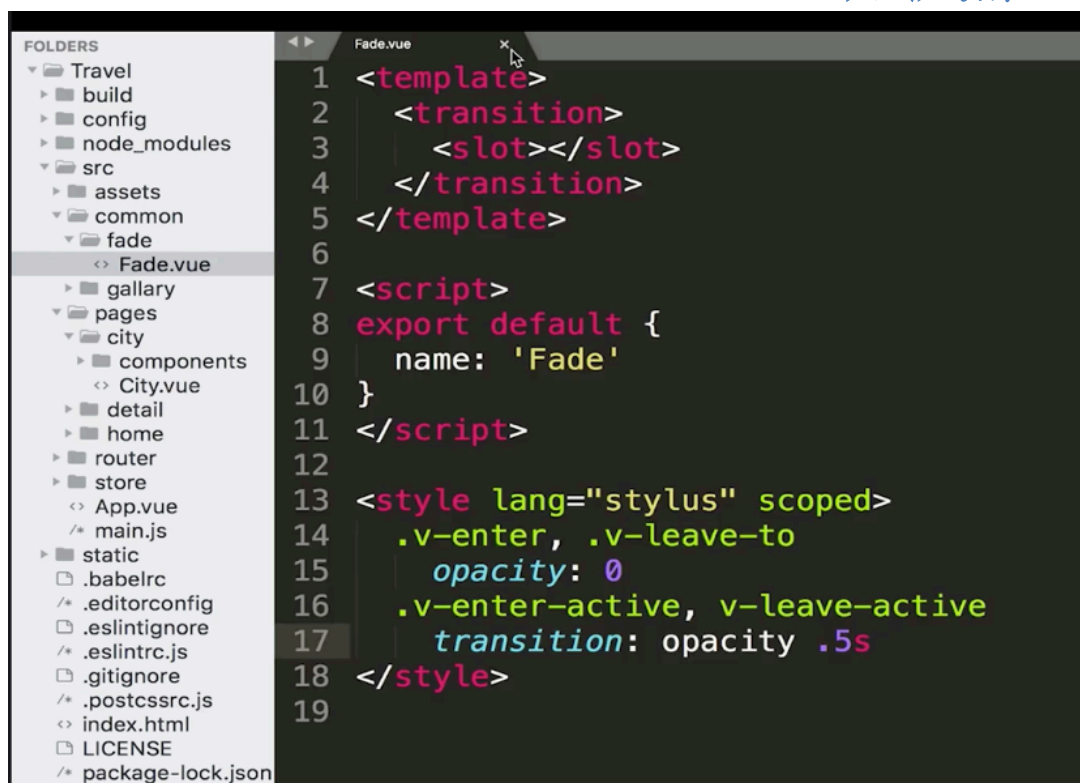 FOLDERS
Travel
build
config
node_modules
src
assets
common
fade
Fade.vue
gallary
pages
city
components
City.vue
detail
home
router
store
App.vue
main.js
static
.babelrc
.editorconfig
.eslintignore
.eslintrc.js
.gitignore
.postcssrc.js
index.html
LICENSE
package-lock.json
Fade.vue
1 <template>
2 <transition>
3 <slot></slot>
4 </transition>
5 </template>
6
7 <script>
8 export default {
9 name: 'Fade'
10 }
11 </script>
12
13 <style lang="stylus" scoped>
14 .v-enter, .v-leave-to
15 opacity: 0
16 .v-enter-active, v-leave-active
17 transition: opacity .5s
18 </style>
19